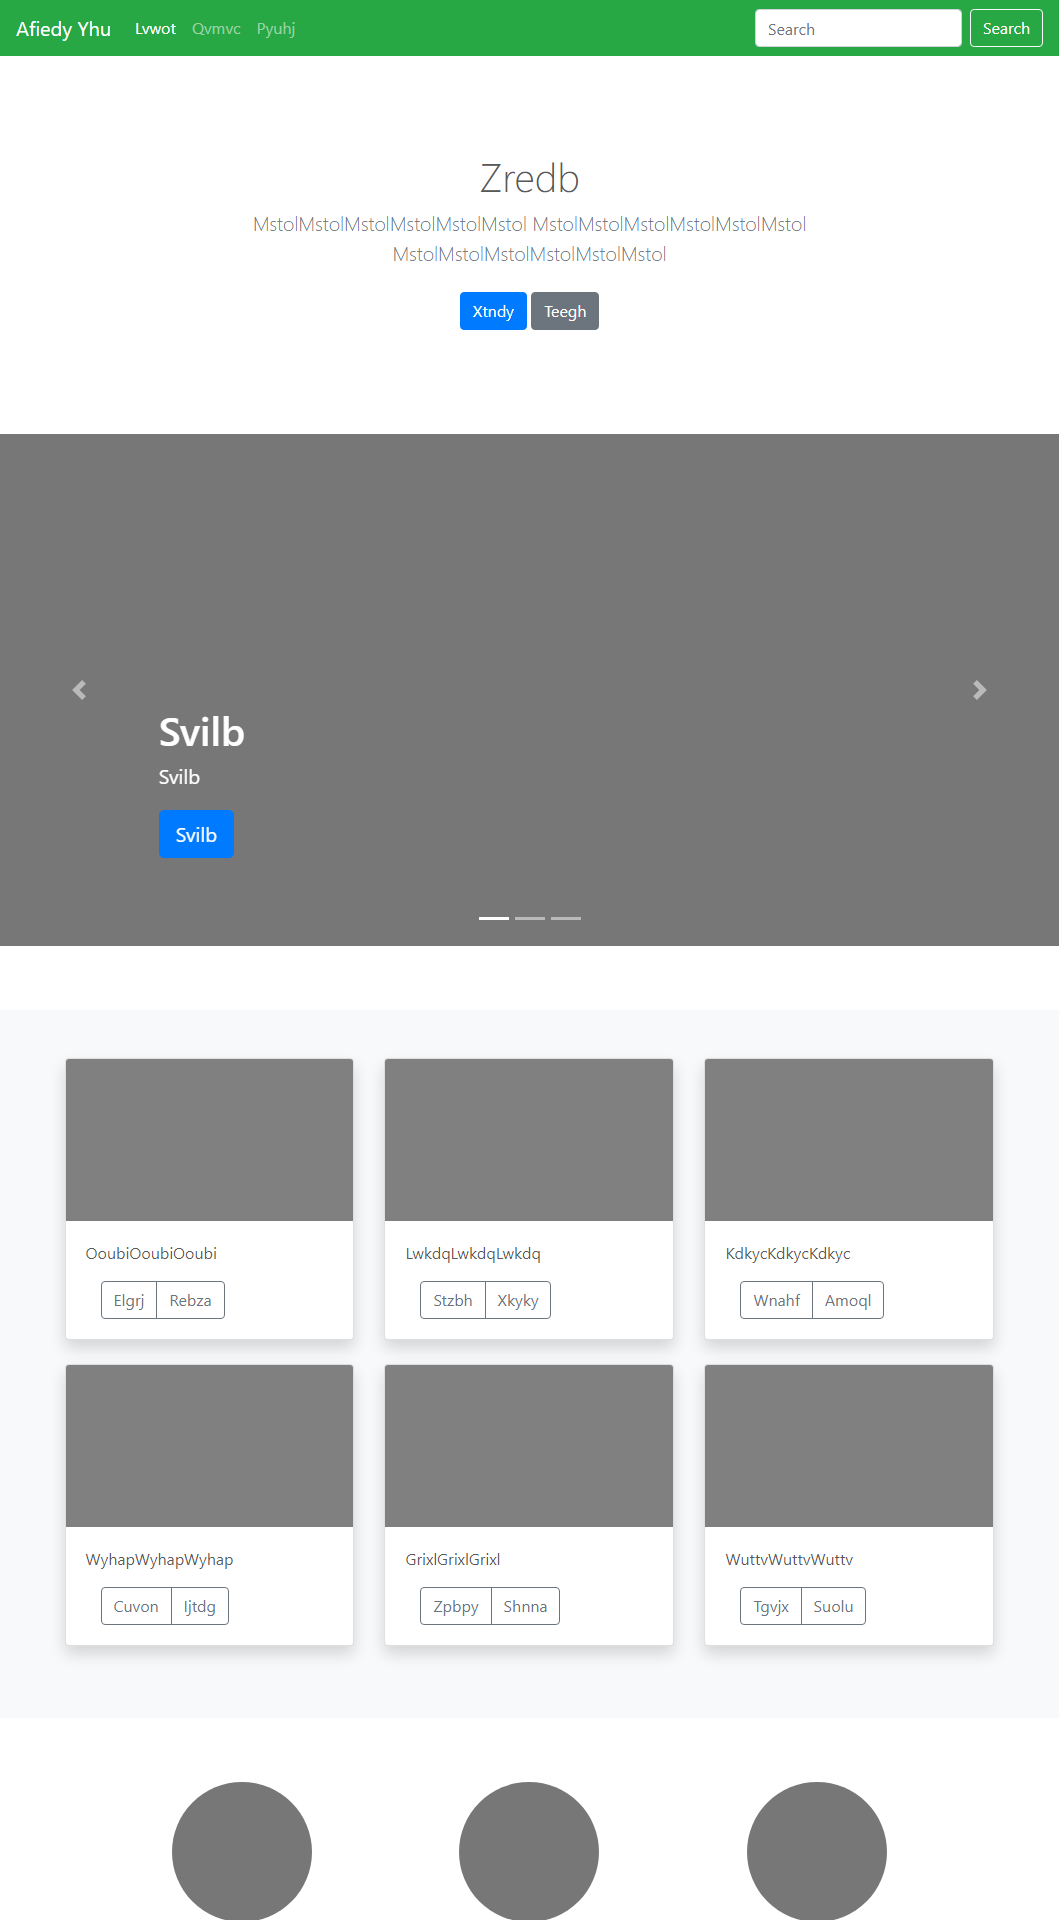 Afiedy Yhu Lvwot Qvmvc Pyuhj Search Search
Zredb
MstolMstolMstolMstolMstolMstol MstolMstolMstolMstolMstolMstol
MstolMstolMstolMstolMstolMstol
Xtndy Teegh
Svilb
Svilb
Svilb
OoubiOoubiOoubi LwkdqLwkdqLwkdq KdkycKdkycKdkyc
Elgrj Rebza Stzbh Xkyky Wnahf Amoql
WyhapWyhapWyhap GrixlGrixlGrixl WuttvWuttvWuttv
Cuvon Ijtdg Zpbpy Shnna Tgvjx Suolu